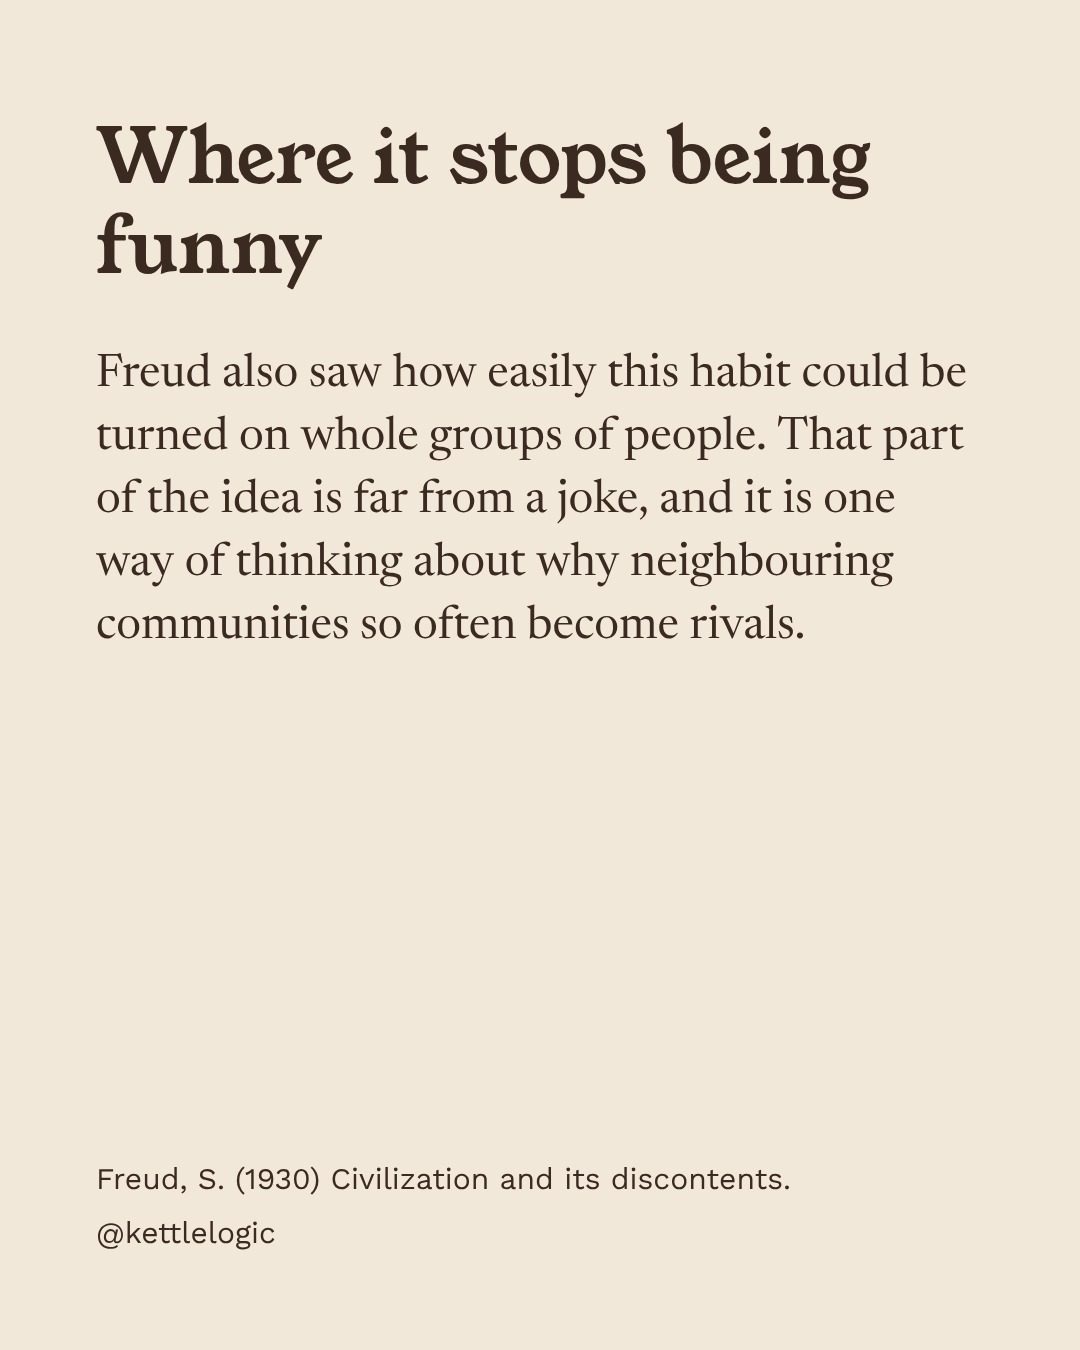 Where it stops being
funny
Freud also saw how easily this habit could be
turned on whole groups of people. That part
of the idea is far from a joke, and it is one
way of thinking about why neighbouring
communities so often become rivals.
Freud, S. (1930) Civilization and its discontents.
@kettlelogic